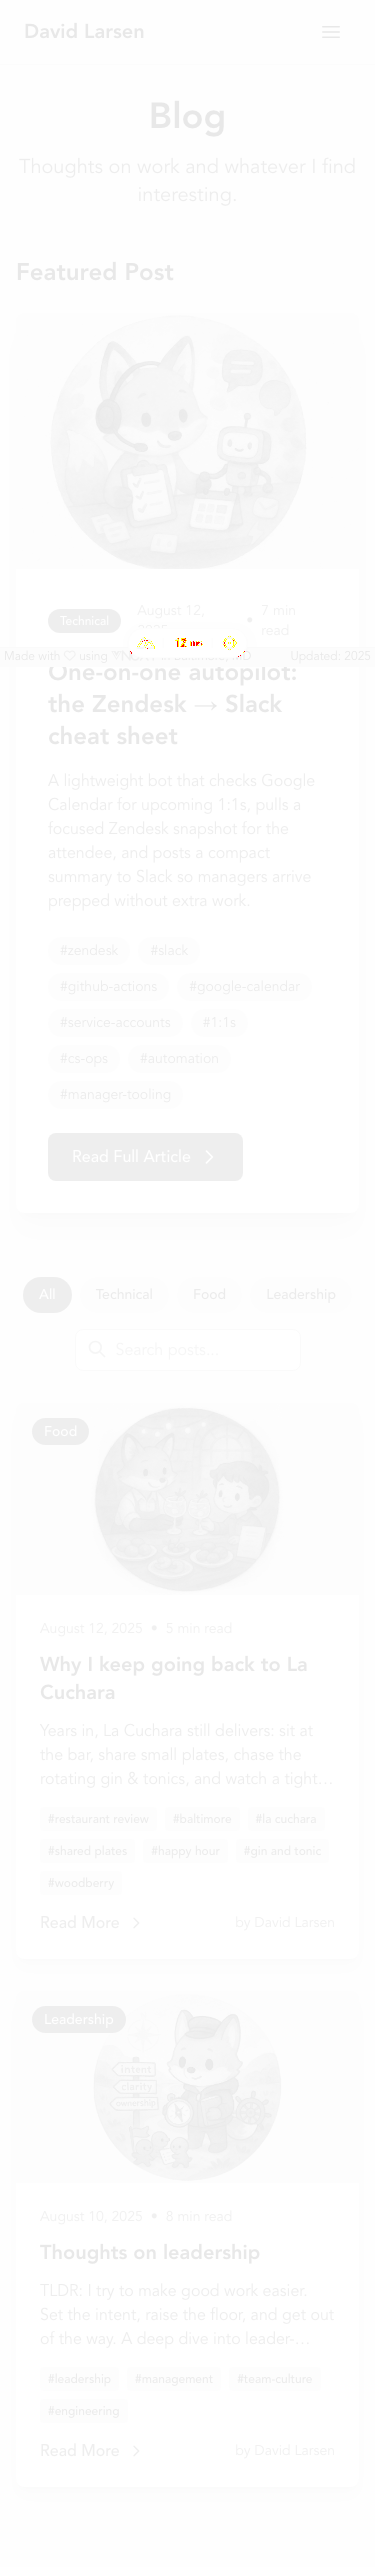 David Larsen
Blog
Thoughts on work and whatever I find
interesting.
Featured Post
Technical
August 12,
7 min
read
Made with ♡ using
Updated: 2025
One-on-one autopilot:
the Zendesk → Slack
cheat sheet
A lightweight bot that checks Google
Calendar for upcoming 1:1s, pulls a
focused Zendesk snapshot for the
attendee, and posts a compact
summary to Slack so managers arrive
prepped without extra work.
#zendesk #slack
#github-actions #google-calendar
#service-accounts #1:1s
#cs-ops #automation
#manager-tooling
Read Full Article
All Technical Food Leadership
Search posts...
Food
August 12, 2025 • 5 min read
Why I keep going back to La
Cuchara
Years in, La Cuchara still delivers: sit at
the bar, share small plates, chase the
rotating gin & tonics, and watch a tight…
#restaurant review #baltimore #la cuchara
#shared plates #happy hour #gin and tonic
#woodberry
Read More by David Larsen
Leadership
intent
clarity
ownership
August 10, 2025 • 8 min read
Thoughts on leadership
TLDR: I try to make good work easier.
Set the intent, raise the floor, and get out
of the way. A deep dive into leader-…
#leadership #management #team-culture
#engineering
Read More by David Larsen